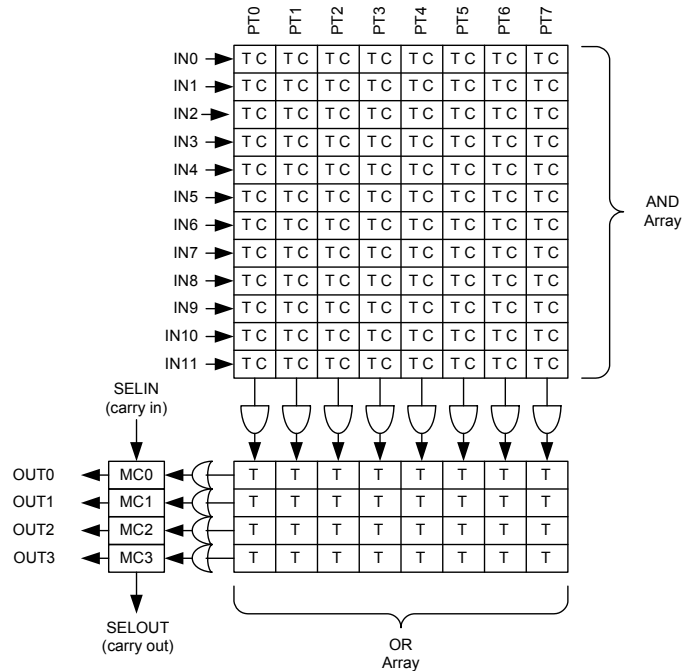 PT0 PT1 PT2 PT3 PT4 PT5 PT6 PT7
IN0 T C T C T C T C T C T C T C T C
IN1 T C T C T C T C T C T C T C T C
IN2 T C T C T C T C T C T C T C T C
IN3 T C T C T C T C T C T C T C T C
IN4 T C T C T C T C T C T C T C T C
IN5 T C T C T C T C T C T C T C T C
IN6 T C T C T C T C T C T C T C T C
IN7 T C T C T C T C T C T C T C T C
IN8 T C T C T C T C T C T C T C T C
IN9 T C T C T C T C T C T C T C T C
IN10 T C T C T C T C T C T C T C T C
IN11 T C T C T C T C T C T C T C T C
AND
Array
SELIN
(carry in)
OUT0 MC0 T T T T T T T T
OUT1 MC1 T T T T T T T T
OUT2 MC2 T T T T T T T T
OUT3 MC3 T T T T T T T T
SELOUT
(carry out)
OR
Array